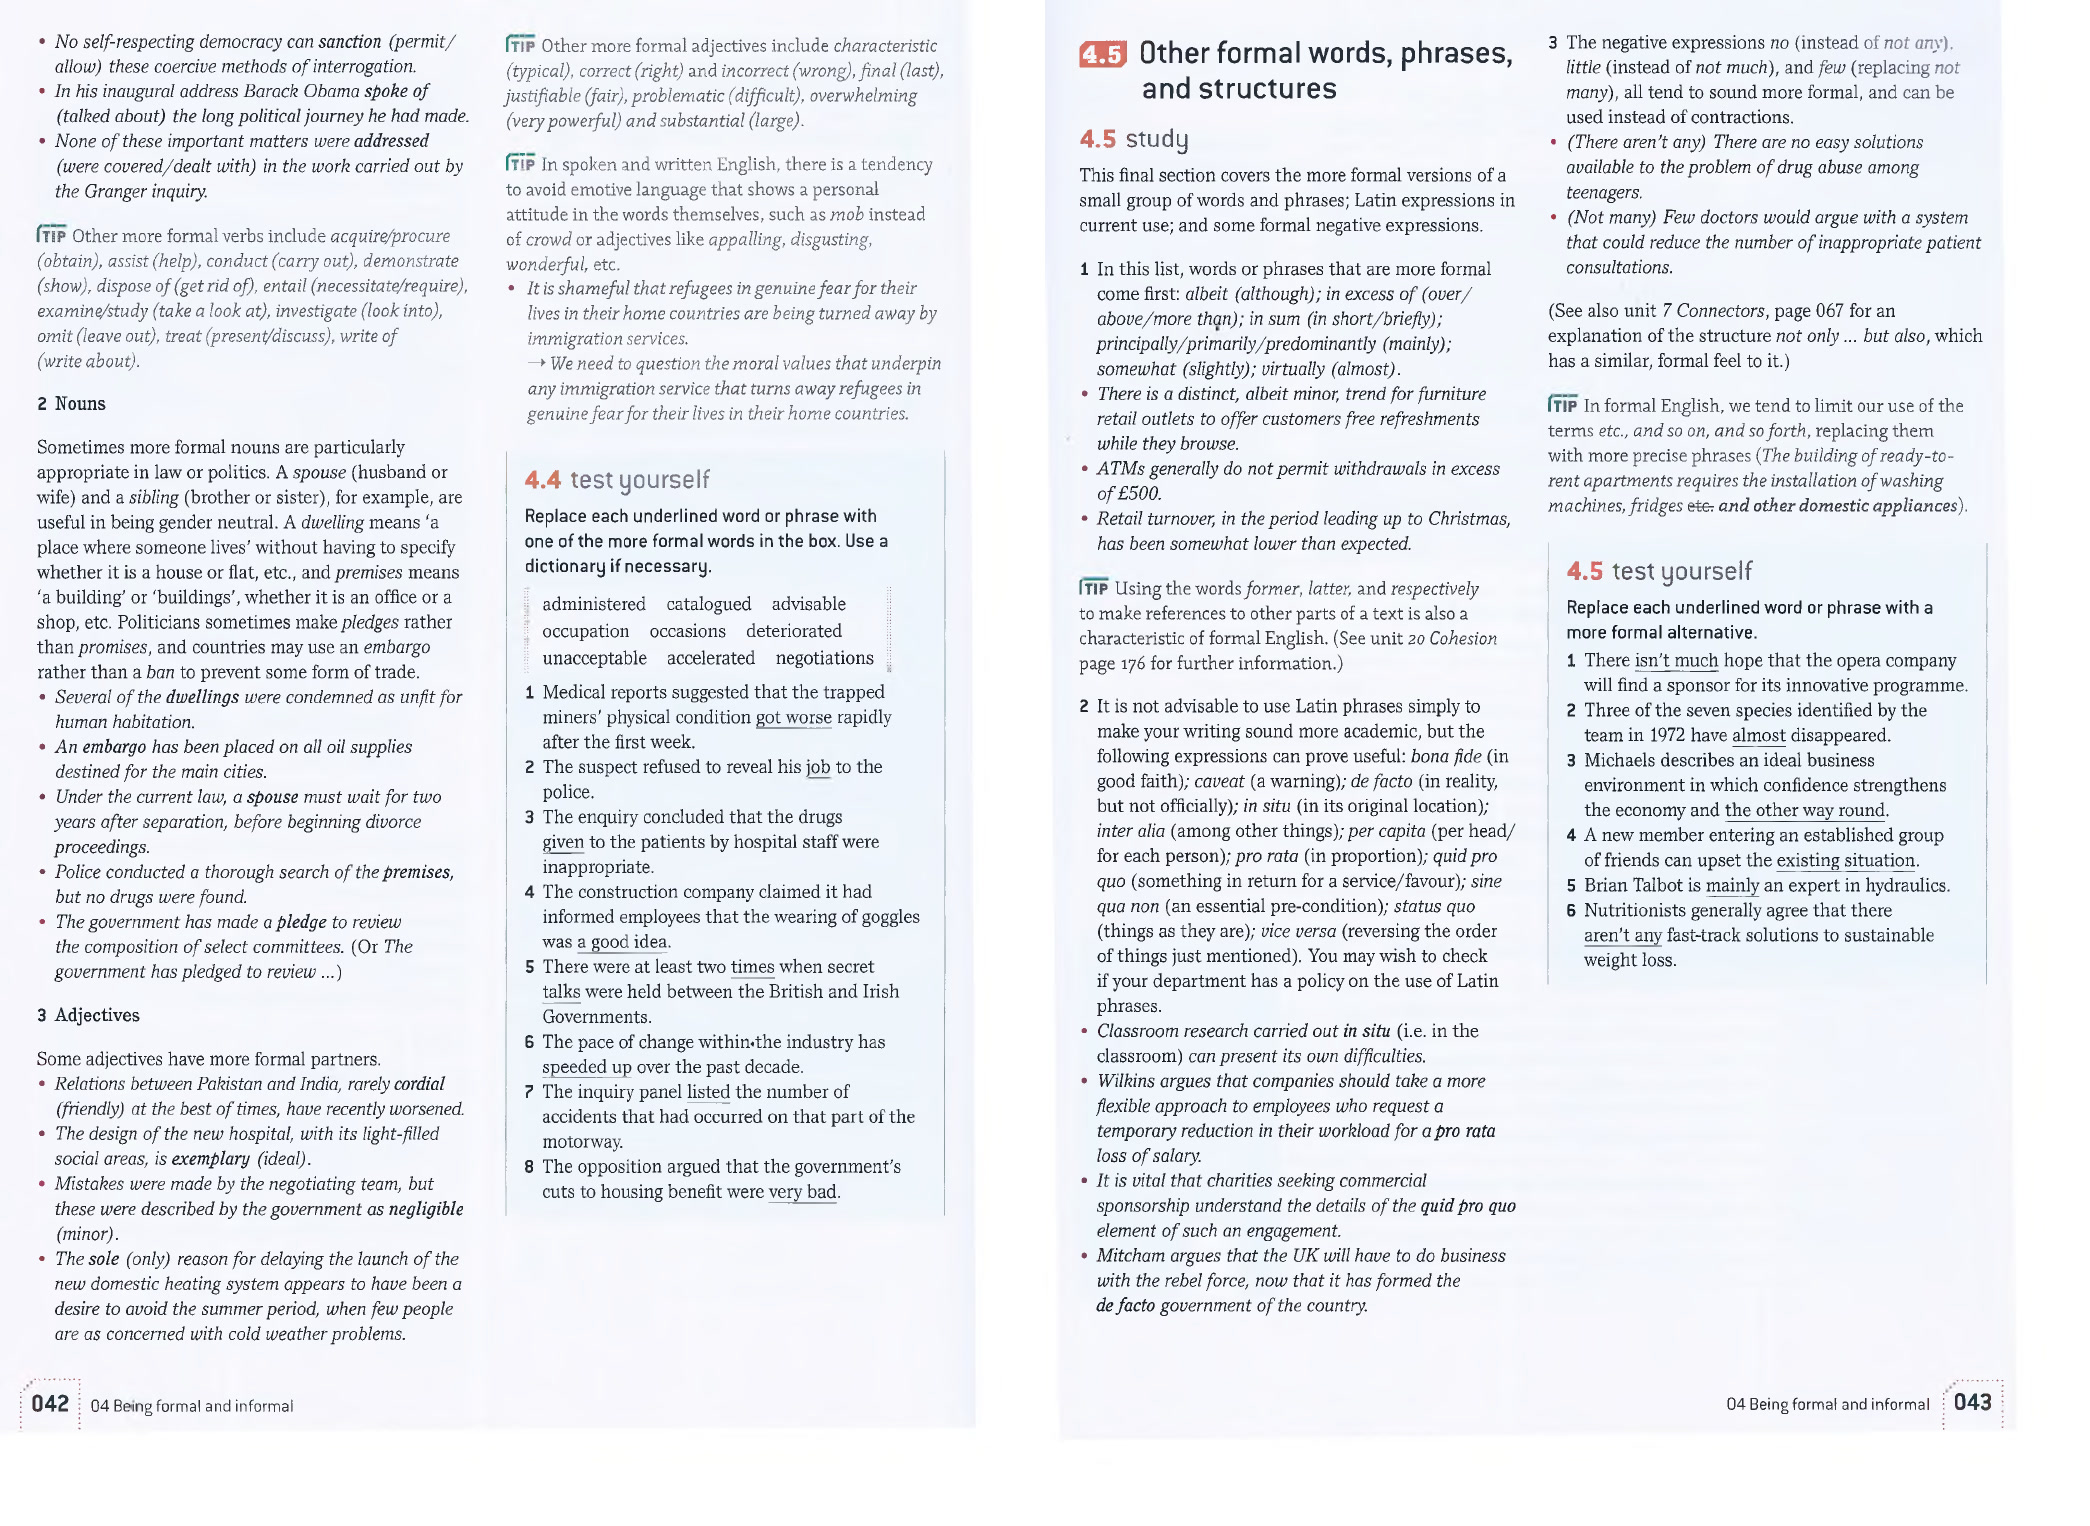 • No self-respecting democracy can sanction (permit/
allow) these coercive methods of interrogation.
• In his inaugural address Barack Obama spoke of
(talked about) the long political journey he had made.
• None of these important matters were addressed
(were covered/dealt with) in the work carried out by
the Granger inquiry.
TIP Other more formal verbs include acquire/procure
(obtain), assist (help), conduct (carry out), demonstrate
(show), dispose of (get rid of), entail (necessitate/require),
examine/study (take a look at), investigate (look into),
omit (leave out), treat (present/discuss), write of
(write about).
2 Nouns
Sometimes more formal nouns are particularly
appropriate in law or politics. A spouse (husband or
wife) and a sibling (brother or sister), for example, are
useful in being gender neutral. A dwelling means 'a
place where someone lives' without having to specify
whether it is a house or flat, etc., and premises means
'a building' or 'buildings', whether it is an office or a
shop, etc. Politicians sometimes make pledges rather
than promises, and countries may use an embargo
rather than a ban to prevent some form of trade.
• Several of the dwellings were condemned as unfit for
human habitation.
• An embargo has been placed on all oil supplies
destined for the main cities.
• Under the current law, a spouse must wait for two
years after separation, before beginning divorce
proceedings.
• Police conducted a thorough search of the premises,
but no drugs were found.
• The government has made a pledge to review
the composition of select committees. (Or The
government has pledged to review ...)
3 Adjectives
Some adjectives have more formal partners.
• Relations between Pakistan and India, rarely cordial
(friendly) at the best of times, have recently worsened.
• The design of the new hospital, with its light-filled
social areas, is exemplary (ideal).
• Mistakes were made by the negotiating team, but
these were described by the government as negligible
(minor).
• The sole (only) reason for delaying the launch of the
new domestic heating system appears to have been a
desire to avoid the summer period, when few people
are as concerned with cold weather problems.
042 04 Being formal and informal
TIP Other more formal adjectives include characteristic
(typical), correct (right) and incorrect (wrong), final (last),
justifiable (fair), problematic (difficult), overwhelming
(very powerful) and substantial (large).
TIP In spoken and written English, there is a tendency
to avoid emotive language that shows a personal
attitude in the words themselves, such as mob instead
of crowd or adjectives like appalling, disgusting,
wonderful, etc.
• It is shameful that refugees in genuine fear for their
lives in their home countries are being turned away by
immigration services.
→ We need to question the moral values that underpin
any immigration service that turns away refugees in
genuine fear for their lives in their home countries.
4.4 test yourself
Replace each underlined word or phrase with
one of the more formal words in the box. Use a
dictionary if necessary.
administered catalogued advisable
occupation occasions deteriorated
unacceptable accelerated negotiations
1 Medical reports suggested that the trapped
miners' physical condition got worse rapidly
after the first week.
2 The suspect refused to reveal his job to the
police.
3 The enquiry concluded that the drugs
given to the patients by hospital staff were
inappropriate.
4 The construction company claimed it had
informed employees that the wearing of goggles
was a good idea.
5 There were at least two times when secret
talks were held between the British and Irish
Governments.
6 The pace of change within the industry has
speeded up over the past decade.
7 The inquiry panel listed the number of
accidents that had occurred on that part of the
motorway.
8 The opposition argued that the government's
cuts to housing benefit were very bad.
4.5 Other formal words, phrases,
and structures
4.5 study
This final section covers the more formal versions of a
small group of words and phrases; Latin expressions in
current use; and some formal negative expressions.
1 In this list, words or phrases that are more formal
come first: albeit (although); in excess of (over/
above/more than); in sum (in short/briefly);
principally/primarily/predominantly (mainly);
somewhat (slightly); virtually (almost).
• There is a distinct, albeit minor, trend for furniture
retail outlets to offer customers free refreshments
while they browse.
• ATMs generally do not permit withdrawals in excess
of £500.
• Retail turnover, in the period leading up to Christmas,
has been somewhat lower than expected.
TIP Using the words former, latter, and respectively
to make references to other parts of a text is also a
characteristic of formal English. (See unit 20 Cohesion
page 176 for further information.)
2 It is not advisable to use Latin phrases simply to
make your writing sound more academic, but the
following expressions can prove useful: bona fide (in
good faith); caveat (a warning); de facto (in reality,
but not officially); in situ (in its original location);
inter alia (among other things); per capita (per head/
for each person); pro rata (in proportion); quid pro
quo (something in return for a service/favour); sine
qua non (an essential pre-condition); status quo
(things as they are); vice versa (reversing the order
of things just mentioned). You may wish to check
if your department has a policy on the use of Latin
phrases.
• Classroom research carried out in situ (i.e. in the
classroom) can present its own difficulties.
• Wilkins argues that companies should take a more
flexible approach to employees who request a
temporary reduction in their workload for a pro rata
loss of salary.
• It is vital that charities seeking commercial
sponsorship understand the details of the quid pro quo
element of such an engagement.
• Mitcham argues that the UK will have to do business
with the rebel force, now that it has formed the
de facto government of the country.
3 The negative expressions no (instead of not any),
little (instead of not much), and few (replacing not
many), all tend to sound more formal, and can be
used instead of contractions.
• (There aren't any) There are no easy solutions
available to the problem of drug abuse among
teenagers.
• (Not many) Few doctors would argue with a system
that could reduce the number of inappropriate patient
consultations.
(See also unit 7 Connectors, page 067 for an
explanation of the structure not only ... but also, which
has a similar, formal feel to it.)
TIP In formal English, we tend to limit our use of the
terms etc., and so on, and so forth, replacing them
with more precise phrases (The building of ready-to-
rent apartments requires the installation of washing
machines, fridges etc. and other domestic appliances).
4.5 test yourself
Replace each underlined word or phrase with a
more formal alternative.
1 There isn't much hope that the opera company
will find a sponsor for its innovative programme.
2 Three of the seven species identified by the
team in 1972 have almost disappeared.
3 Michaels describes an ideal business
environment in which confidence strengthens
the economy and the other way round.
4 A new member entering an established group
of friends can upset the existing situation.
5 Brian Talbot is mainly an expert in hydraulics.
6 Nutritionists generally agree that there
aren't any fast-track solutions to sustainable
weight loss.
04 Being formal and informal 043